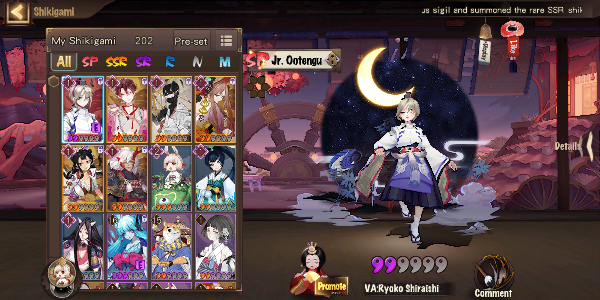 Shikigami
us sigil and summoned the rare SSR shik
My Shikigami 202
Pre-set
All SP SSR SR R N M
SP Jr. Ootengu
Details
Promote
VA:Ryoko Shiraishi
Comment